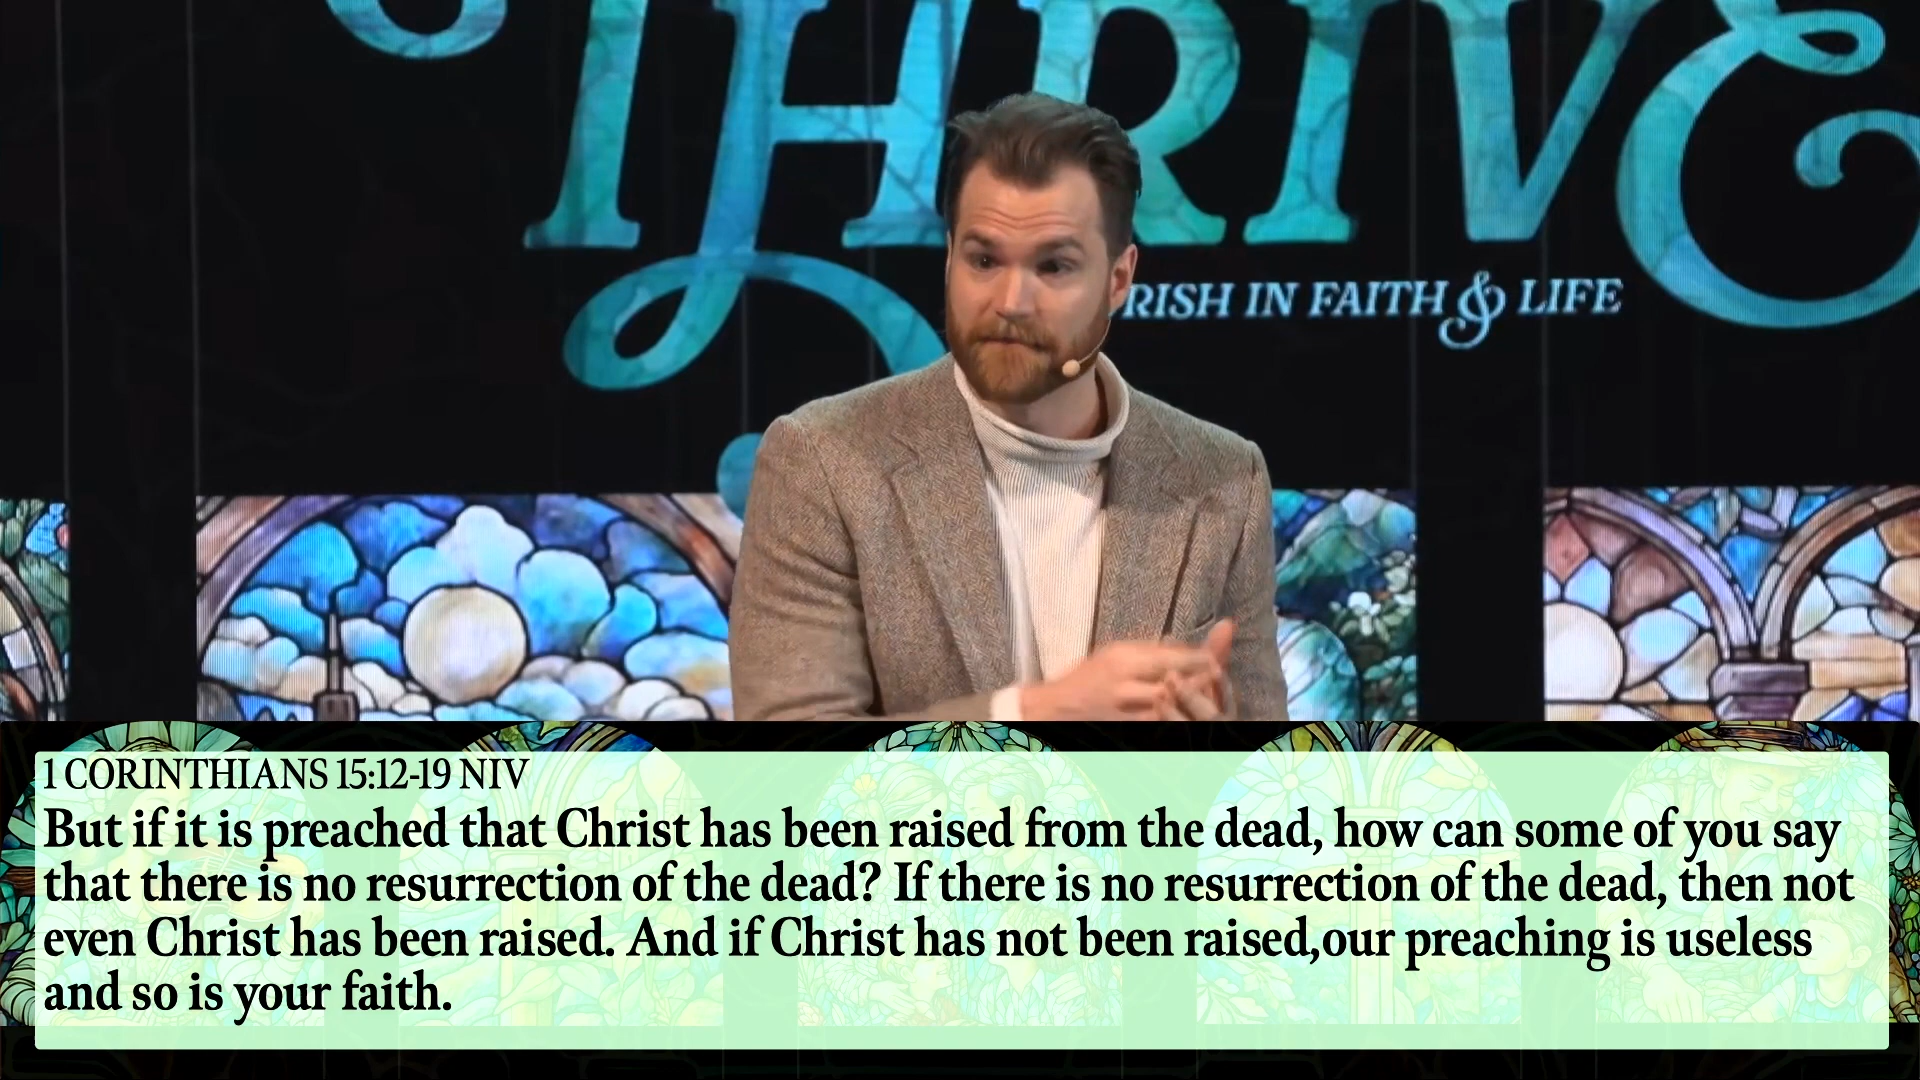 THRIVE
RISH IN FAITH & LIFE
1 CORINTHIANS 15:12-19 NIV
But if it is preached that Christ has been raised from the dead, how can some of you say
that there is no resurrection of the dead? If there is no resurrection of the dead, then not
even Christ has been raised. And if Christ has not been raised,our preaching is useless
and so is your faith.